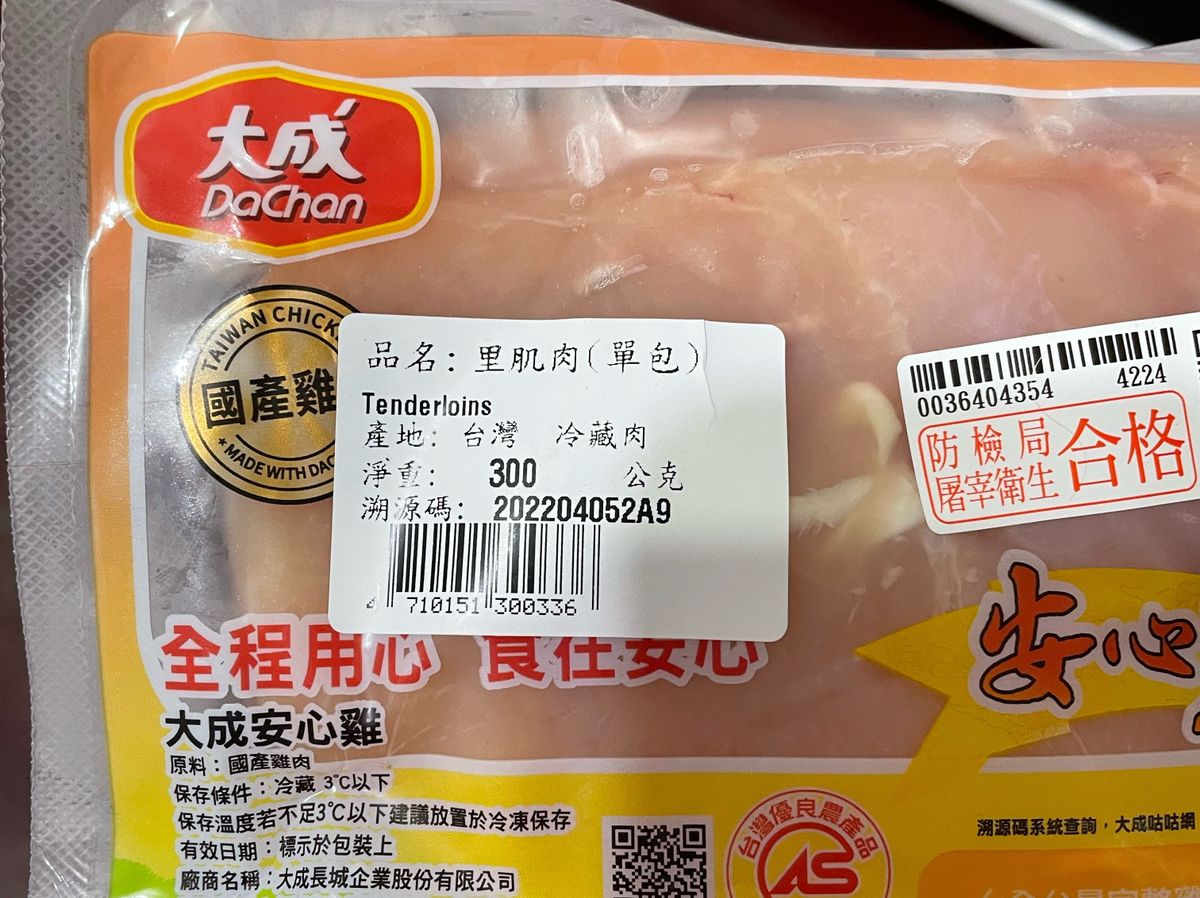 大成
DaChan
TAIWAN CHICK
國產雞
MADE WITH DAC
品名: 里肌肉(單包)
Tenderloins
產地: 台灣 冷藏肉
淨重: 300 公克
溯源碼: 202204052A9
4 710151 300336
0036404354 4224
防檢局
屠宰衛生
合格
全程用心 食在安心
安心
大成安心雞
原料:國產雞肉
保存條件:冷藏 3℃以下
保存溫度若不足3℃以下建議放置於冷凍保存
有效日期:標示於包裝上
廠商名稱:大成長城企業股份有限公司
台灣優良農產品
溯源碼系統查詢,大成咕咕網